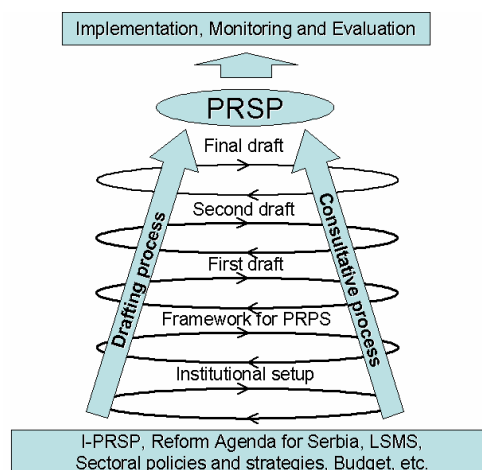 Implementation, Monitoring and Evaluation
PRSP
Final draft
Second draft
First draft
Framework for PRPS
Institutional setup
Drafting process
Consultative process
I-PRSP, Reform Agenda for Serbia, LSMS,
Sectoral policies and strategies, Budget, etc.